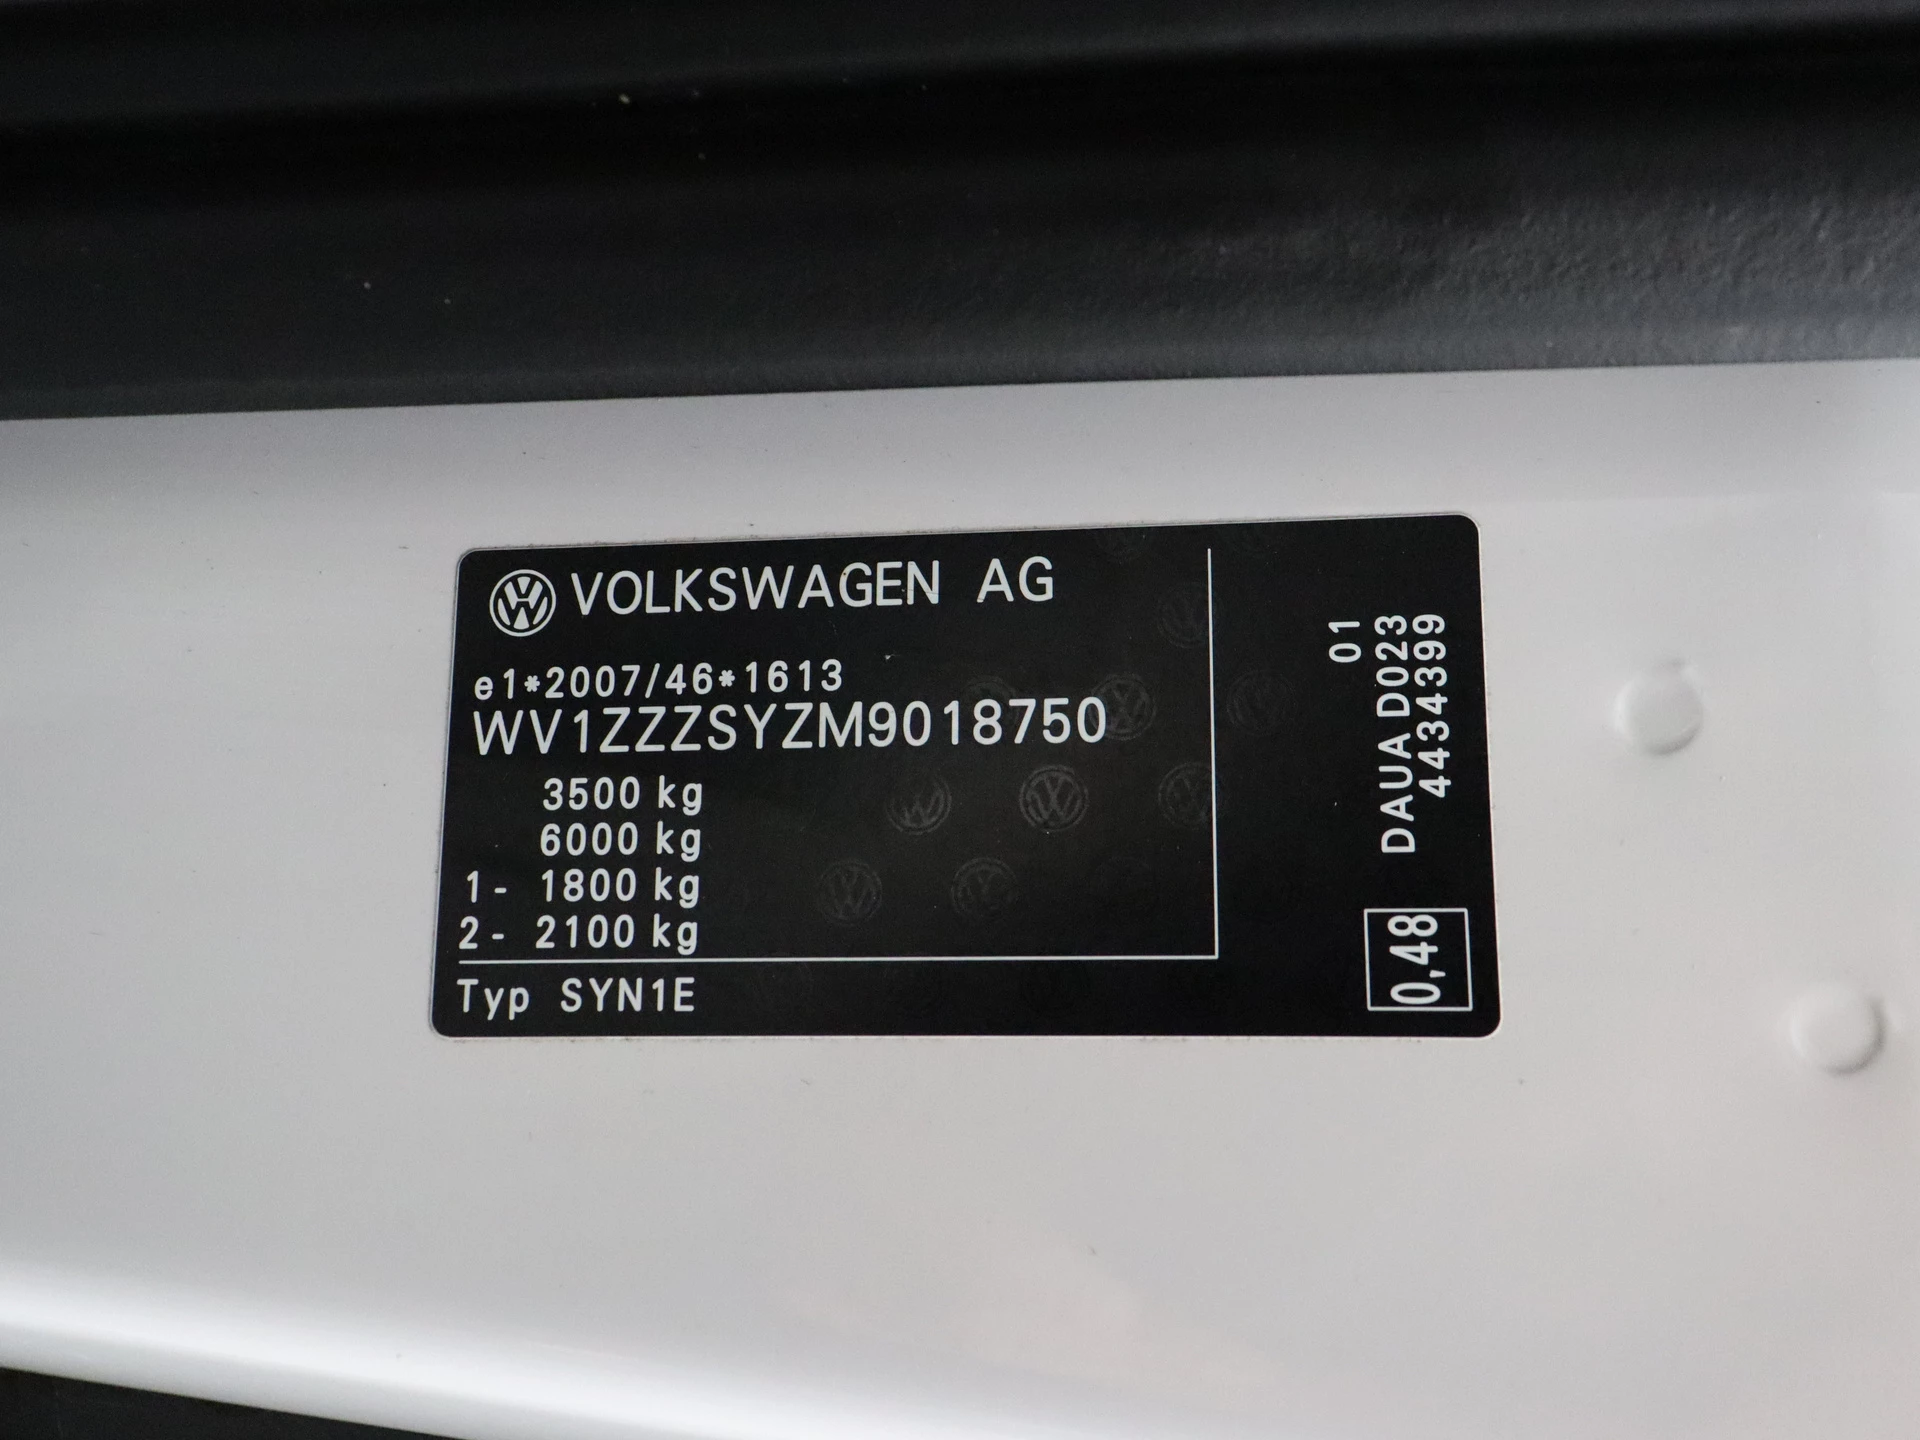 VOLKSWAGEN AG
e1*2007/46*1613
WV1ZZZSYZM9018750
3500 kg
6000 kg
1- 1800 kg
2- 2100 kg
Typ SYN1E
01
DAUA D023
4434399
0,48